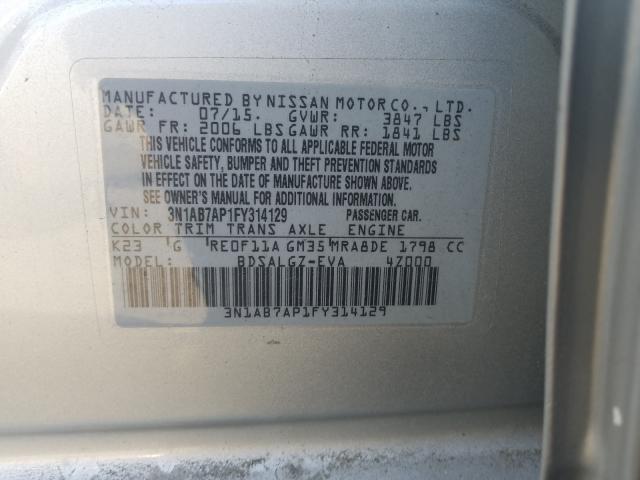 MANUFACTURED BY NISSAN MOTOR CO., LTD.
DATE: 07/15. GVWR: 3847 LBS
GAWR FR: 2006 LBS GAWR RR: 1841 LBS
THIS VEHICLE CONFORMS TO ALL APPLICABLE FEDERAL MOTOR
VEHICLE SAFETY, BUMPER AND THEFT PREVENTION STANDARDS
IN EFFECT ON THE DATE OF MANUFACTURE SHOWN ABOVE.
SEE OWNER'S MANUAL FOR ADDITIONAL INFORMATION.
VIN: 3N1AB7AP1FY314129 PASSENGER CAR.
COLOR TRIM TRANS AXLE ENGINE
K23 G RE0F11A GM35 MRA8DE 1798 CC
MODEL: BDSALGZ-EVA 4Z000
3N1AB7AP1FY314129